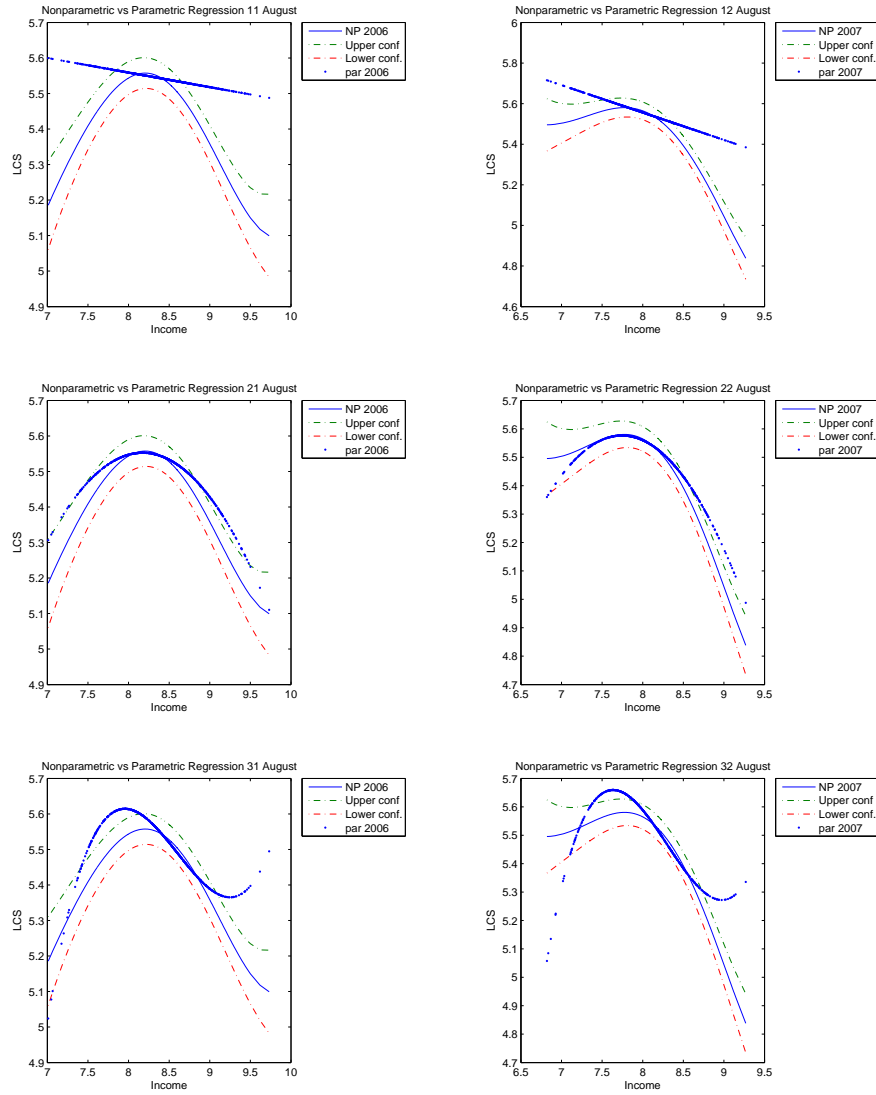 Nonparametric vs Parametric Regression 11 August
5.7
5.6
5.5
5.4
5.3
5.2
5.1
5
4.9
LCS
7 7.5 8 8.5 9 9.5 10
Income
NP 2006
Upper conf
Lower conf.
par 2006
Nonparametric vs Parametric Regression 12 August
6
5.8
5.6
5.4
5.2
5
4.8
4.6
LCS
6.5 7 7.5 8 8.5 9 9.5
Income
NP 2007
Upper conf
Lower conf.
par 2007
Nonparametric vs Parametric Regression 21 August
5.7
5.6
5.5
5.4
5.3
5.2
5.1
5
4.9
LCS
7 7.5 8 8.5 9 9.5 10
Income
NP 2006
Upper conf
Lower conf.
par 2006
Nonparametric vs Parametric Regression 22 August
5.7
5.6
5.5
5.4
5.3
5.2
5.1
5
4.9
4.8
4.7
LCS
6.5 7 7.5 8 8.5 9 9.5
Income
NP 2007
Upper conf
Lower conf.
par 2007
Nonparametric vs Parametric Regression 31 August
5.7
5.6
5.5
5.4
5.3
5.2
5.1
5
4.9
LCS
7 7.5 8 8.5 9 9.5 10
Income
NP 2006
Upper conf
Lower conf.
par 2006
Nonparametric vs Parametric Regression 32 August
5.7
5.6
5.5
5.4
5.3
5.2
5.1
5
4.9
4.8
4.7
LCS
6.5 7 7.5 8 8.5 9 9.5
Income
NP 2007
Upper conf
Lower conf.
par 2007